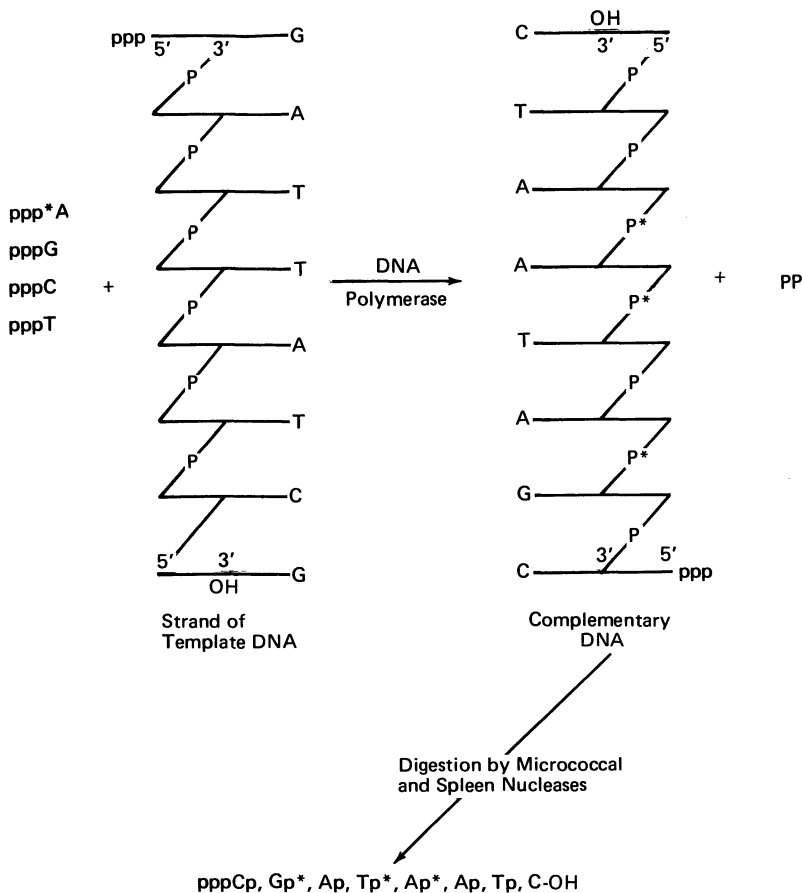 ppp 5' 3' G
P
A
P
T
P
T
P
A
P
T
P
C
5' 3'
OH G
Strand of
Template DNA
ppp*A
pppG
pppC
pppT
+
DNA
Polymerase
OH
C 3' 5'
P
T
P
A
P*
A
P*
T
P
A
P*
G
P
3' 5'
C ppp
Complementary
DNA
+ PP
Digestion by Micrococcal
and Spleen Nucleases
pppCp, Gp*, Ap, Tp*, Ap*, Ap, Tp, C-OH